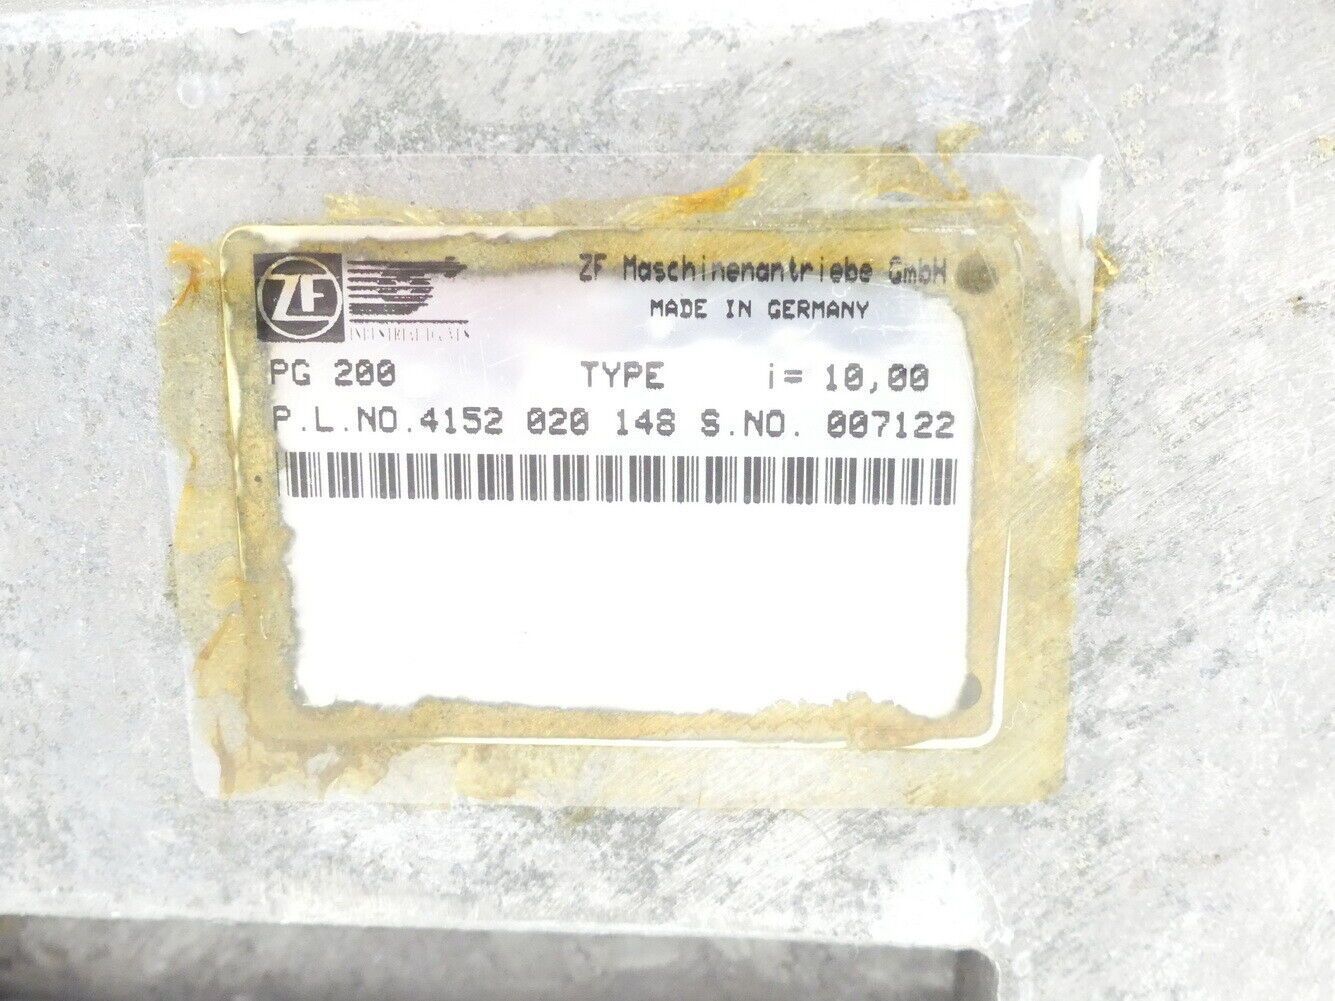 ZF
ZF Maschinenantriebe GmbH
MADE IN GERMANY
PG 200 TYPE i= 10,00
P.L.NO.4152 020 148 S.NO. 007122